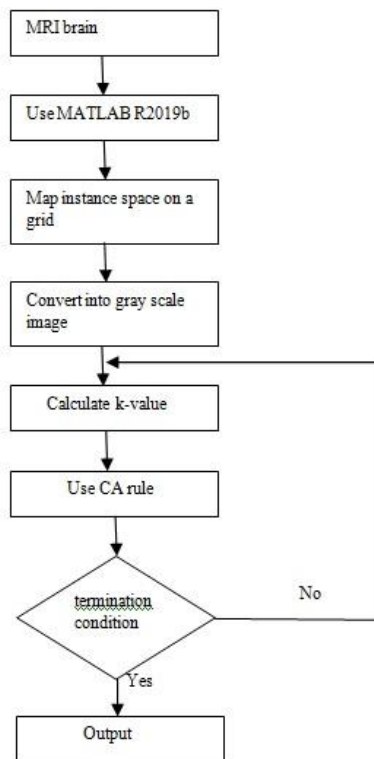 MRI brain
Use MATLAB R2019b
Map instance space on a
grid
Convert into gray scale
image
Calculate k-value
Use CA rule
termination
condition
No
Yes
Output